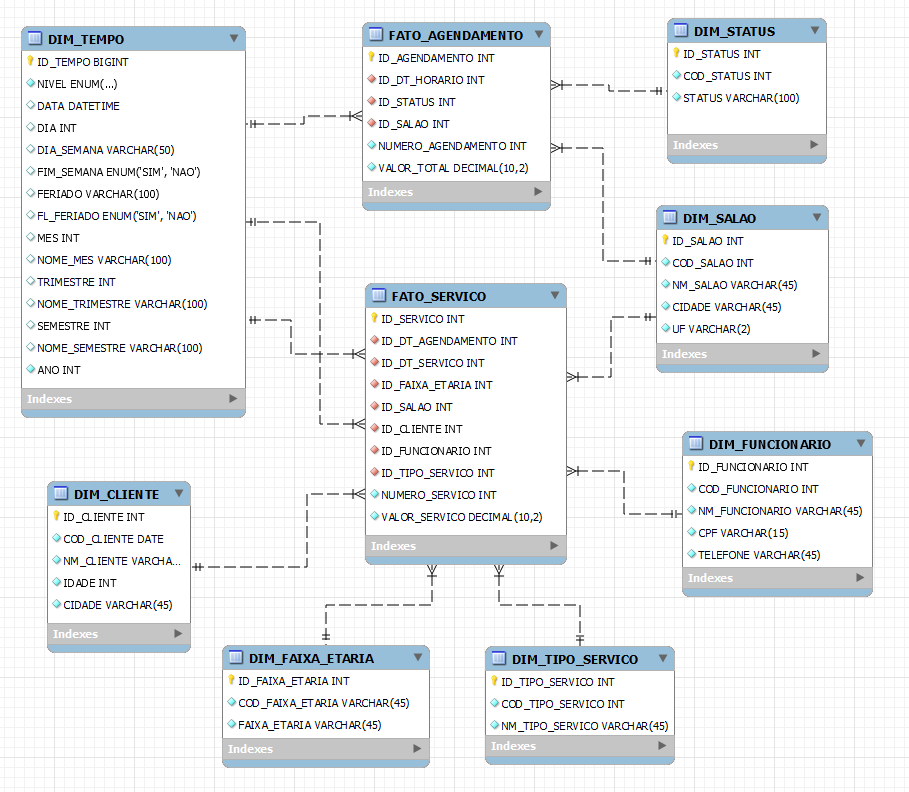 DIM_TEMPO
ID_TEMPO BIGINT
NIVEL ENUM(...)
DATA DATETIME
DIA INT
DIA_SEMANA VARCHAR(50)
FIM_SEMANA ENUM('SIM', 'NAO')
FERIADO VARCHAR(100)
FL_FERIADO ENUM('SIM', 'NAO')
MES INT
NOME_MES VARCHAR(100)
TRIMESTRE INT
NOME_TRIMESTRE VARCHAR(100)
SEMESTRE INT
NOME_SEMESTRE VARCHAR(100)
ANO INT
Indexes
FATO_AGENDAMENTO
ID_AGENDAMENTO INT
ID_DT_HORARIO INT
ID_STATUS INT
ID_SALAO INT
NUMERO_AGENDAMENTO INT
VALOR_TOTAL DECIMAL(10,2)
Indexes
DIM_STATUS
ID_STATUS INT
COD_STATUS INT
STATUS VARCHAR(100)
Indexes
DIM_SALAO
ID_SALAO INT
COD_SALAO INT
NM_SALAO VARCHAR(45)
CIDADE VARCHAR(45)
UF VARCHAR(2)
Indexes
FATO_SERVICO
ID_SERVICO INT
ID_DT_AGENDAMENTO INT
ID_DT_SERVICO INT
ID_FAIXA_ETARIA INT
ID_SALAO INT
ID_CLIENTE INT
ID_FUNCIONARIO INT
ID_TIPO_SERVICO INT
NUMERO_SERVICO INT
VALOR_SERVICO DECIMAL(10,2)
Indexes
DIM_FUNCIONARIO
ID_FUNCIONARIO INT
COD_FUNCIONARIO INT
NM_FUNCIONARIO VARCHAR(45)
CPF VARCHAR(15)
TELEFONE VARCHAR(45)
Indexes
DIM_CLIENTE
ID_CLIENTE INT
COD_CLIENTE DATE
NM_CLIENTE VARCHA...
IDADE INT
CIDADE VARCHAR(45)
Indexes
DIM_FAIXA_ETARIA
ID_FAIXA_ETARIA INT
COD_FAIXA_ETARIA VARCHAR(45)
FAIXA_ETARIA VARCHAR(45)
Indexes
DIM_TIPO_SERVICO
ID_TIPO_SERVICO INT
COD_TIPO_SERVICO INT
NM_TIPO_SERVICO VARCHAR(45)
Indexes